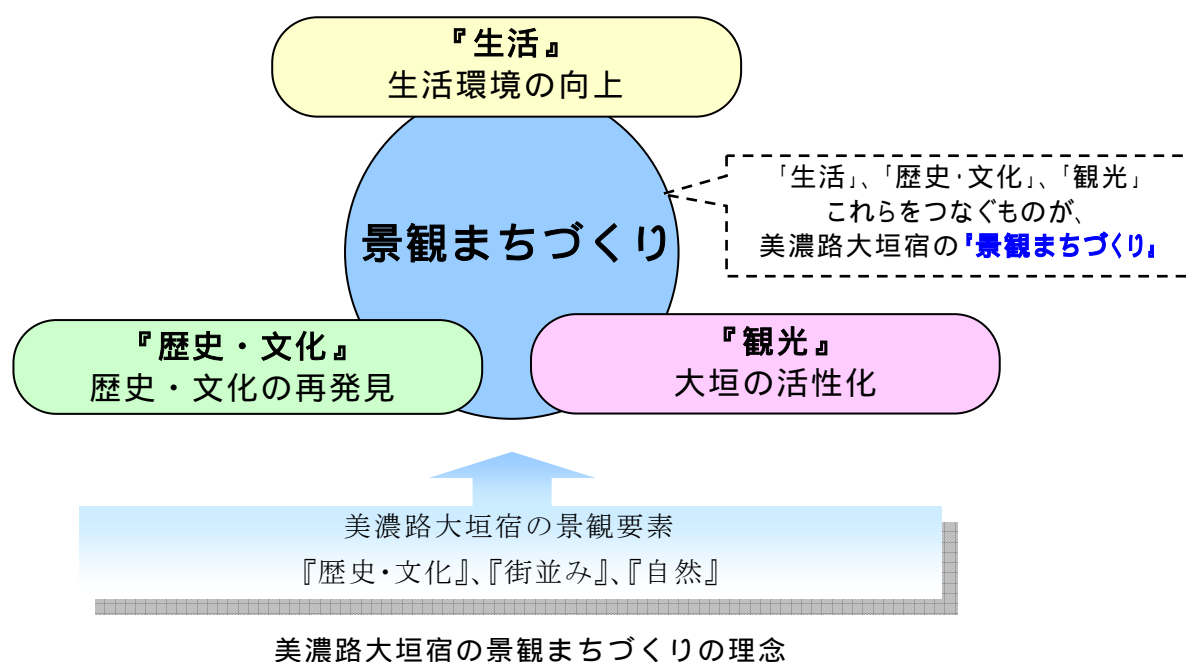 『生活』
生活環境の向上
景観まちづくり
「生活」、「歴史・文化」、「観光」
これらをつなぐものが、
美濃路大垣宿の『景観まちづくり』
『歴史・文化』
歴史・文化の再発見
『観光』
大垣の活性化
美濃路大垣宿の景観要素
『歴史・文化』、『街並み』、『自然』
美濃路大垣宿の景観まちづくりの理念